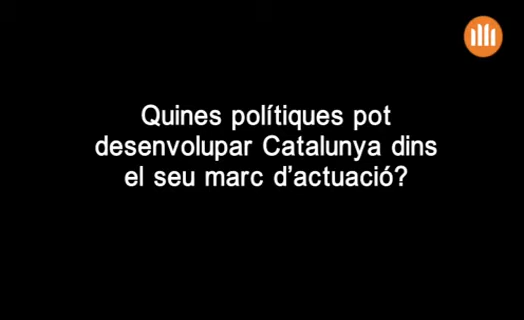 Quines polítiques pot
desenvolupar Catalunya dins
el seu marc d'actuació?